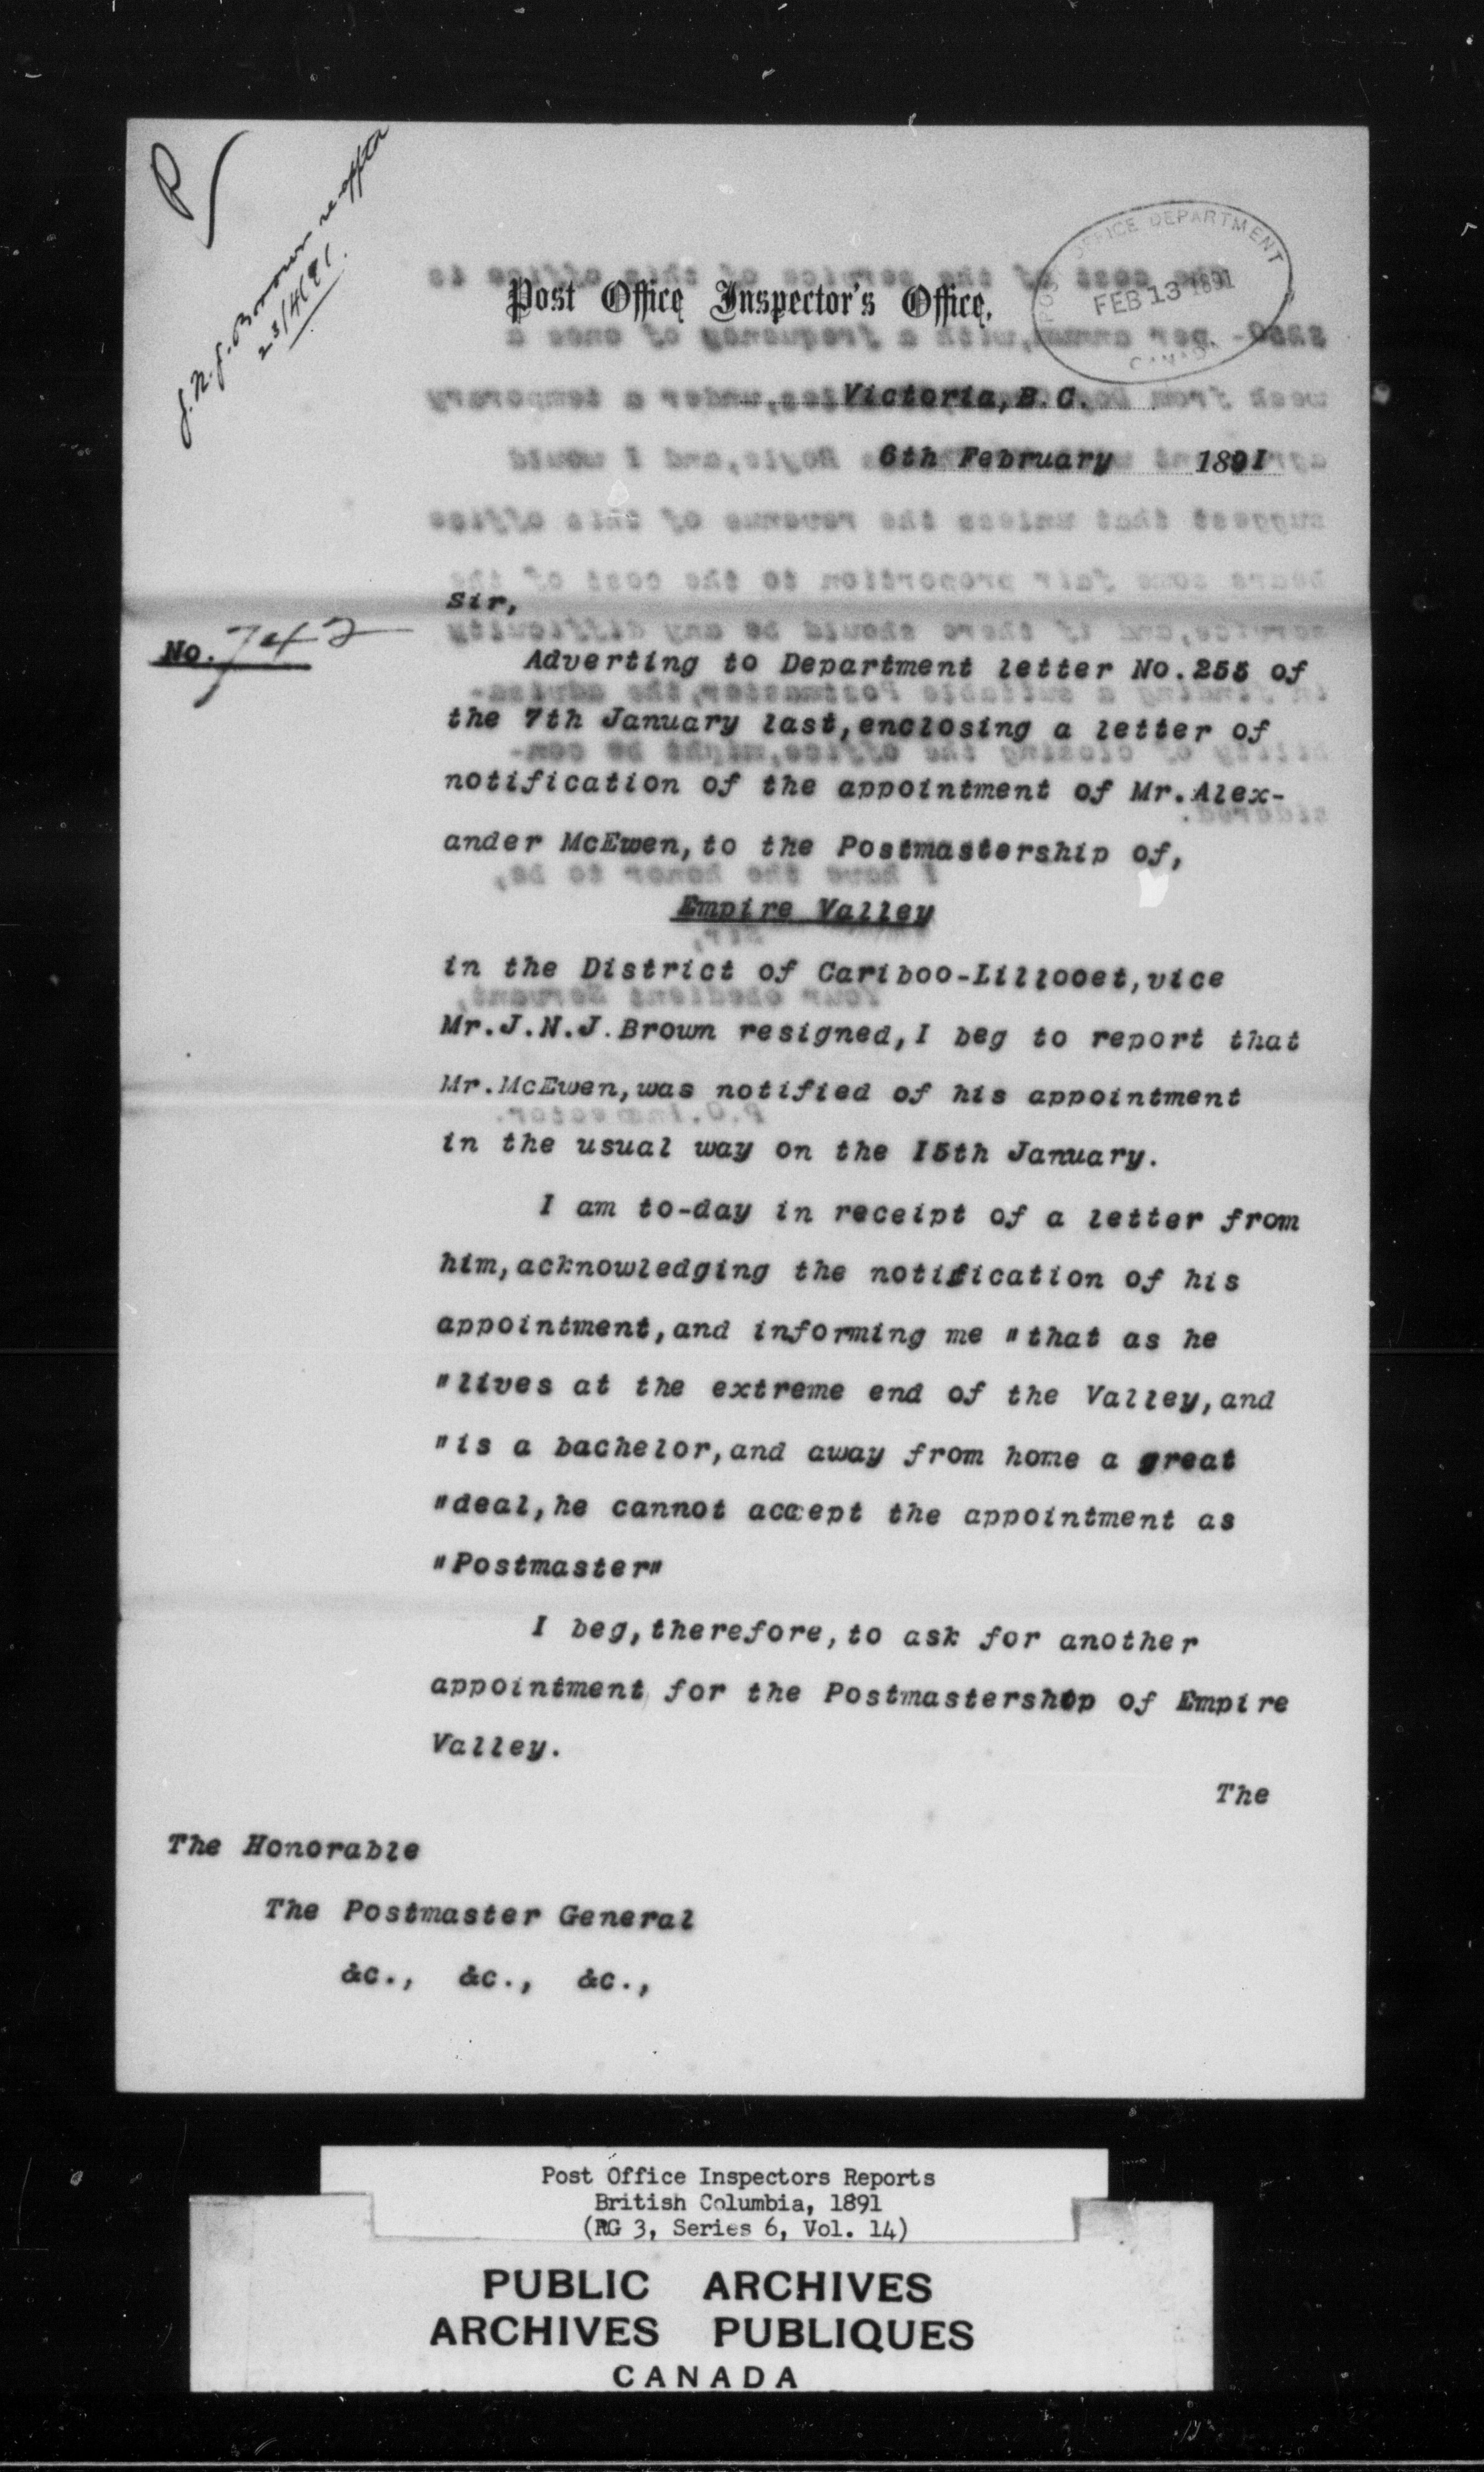 P
J.N.J. Brown re-appted
23/4/91.
POST OFFICE DEPARTMENT
FEB 13 1891
CANADA
Post Office Inspector's Office,
Victoria, B.C.
6th February 1891
Sir,
No. 742
Adverting to Department letter No.255 of
the 7th January last,enclosing a letter of
notification of the appointment of Mr.Alex-
ander McEwen,to the Postmastership of,
Empire Valley
in the District of Cariboo-Lillooet,vice
Mr.J.N.J.Brown resigned,I beg to report that
Mr.McEwen,was notified of his appointment
in the usual way on the I5th January.
I am to-day in receipt of a letter from
him,acknowledging the notification of his
appointment,and informing me "that as he
"lives at the extreme end of the Valley,and
"is a bachelor,and away from home a great
"deal,he cannot accept the appointment as
"Postmaster"
I beg,therefore,to ask for another
appointment for the Postmastership of Empire
Valley.
The
The Honorable
The Postmaster General
&c., &c., &c.,
Post Office Inspectors Reports
British Columbia, 1891
(RG 3, Series 6, Vol. 14)
PUBLIC ARCHIVES
ARCHIVES PUBLIQUES
CANADA